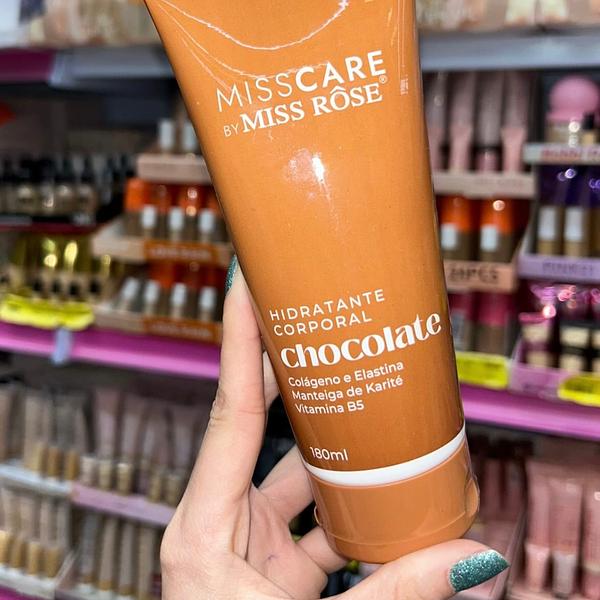 MISSCARE
BY MISS RÔSE®
HIDRATANTE
CORPORAL
chocolate
Colágeno e Elastina
Manteiga de Karité
Vitamina B5
180ml